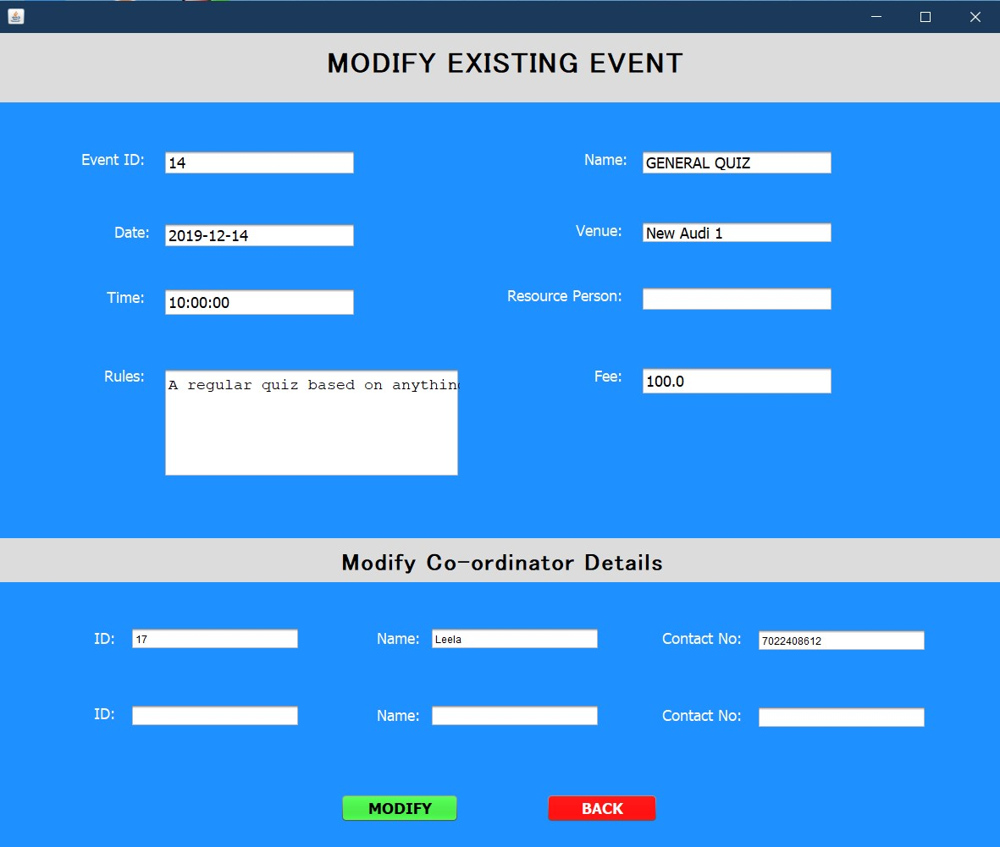 MODIFY EXISTING EVENT
Event ID: 14 Name: GENERAL QUIZ
Date: 2019-12-14 Venue: New Audi 1
Time: 10:00:00 Resource Person:
Rules: A regular quiz based on anything Fee: 100.0
Modify Co-ordinator Details
ID: 17 Name: Leela Contact No: 7022408612
ID: Name: Contact No:
MODIFY BACK